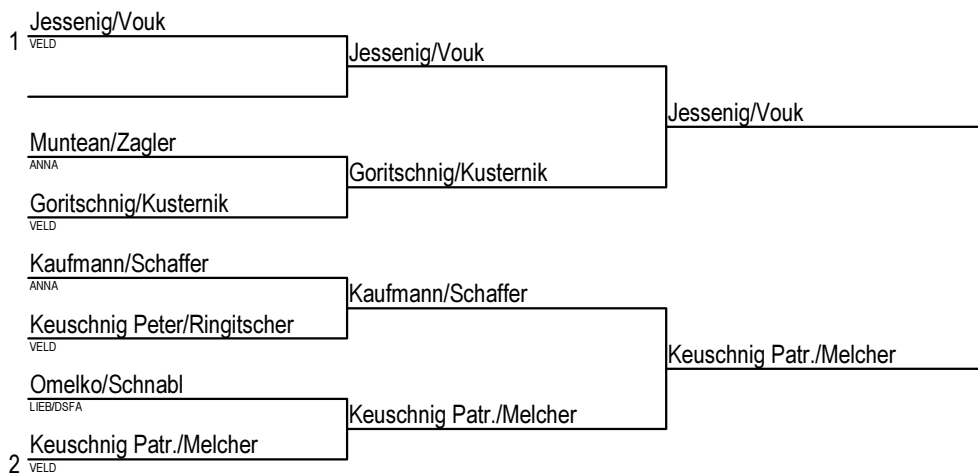 Jessenig/Vouk
1 VELD
Jessenig/Vouk
Jessenig/Vouk
Muntean/Zagler
ANNA
Goritschnig/Kusternik
Goritschnig/Kusternik
VELD
Kaufmann/Schaffer
ANNA
Kaufmann/Schaffer
Keuschnig Peter/Ringitscher
VELD
Keuschnig Patr./Melcher
Omelko/Schnabl
LIEB/DSFA
Keuschnig Patr./Melcher
Keuschnig Patr./Melcher
2 VELD